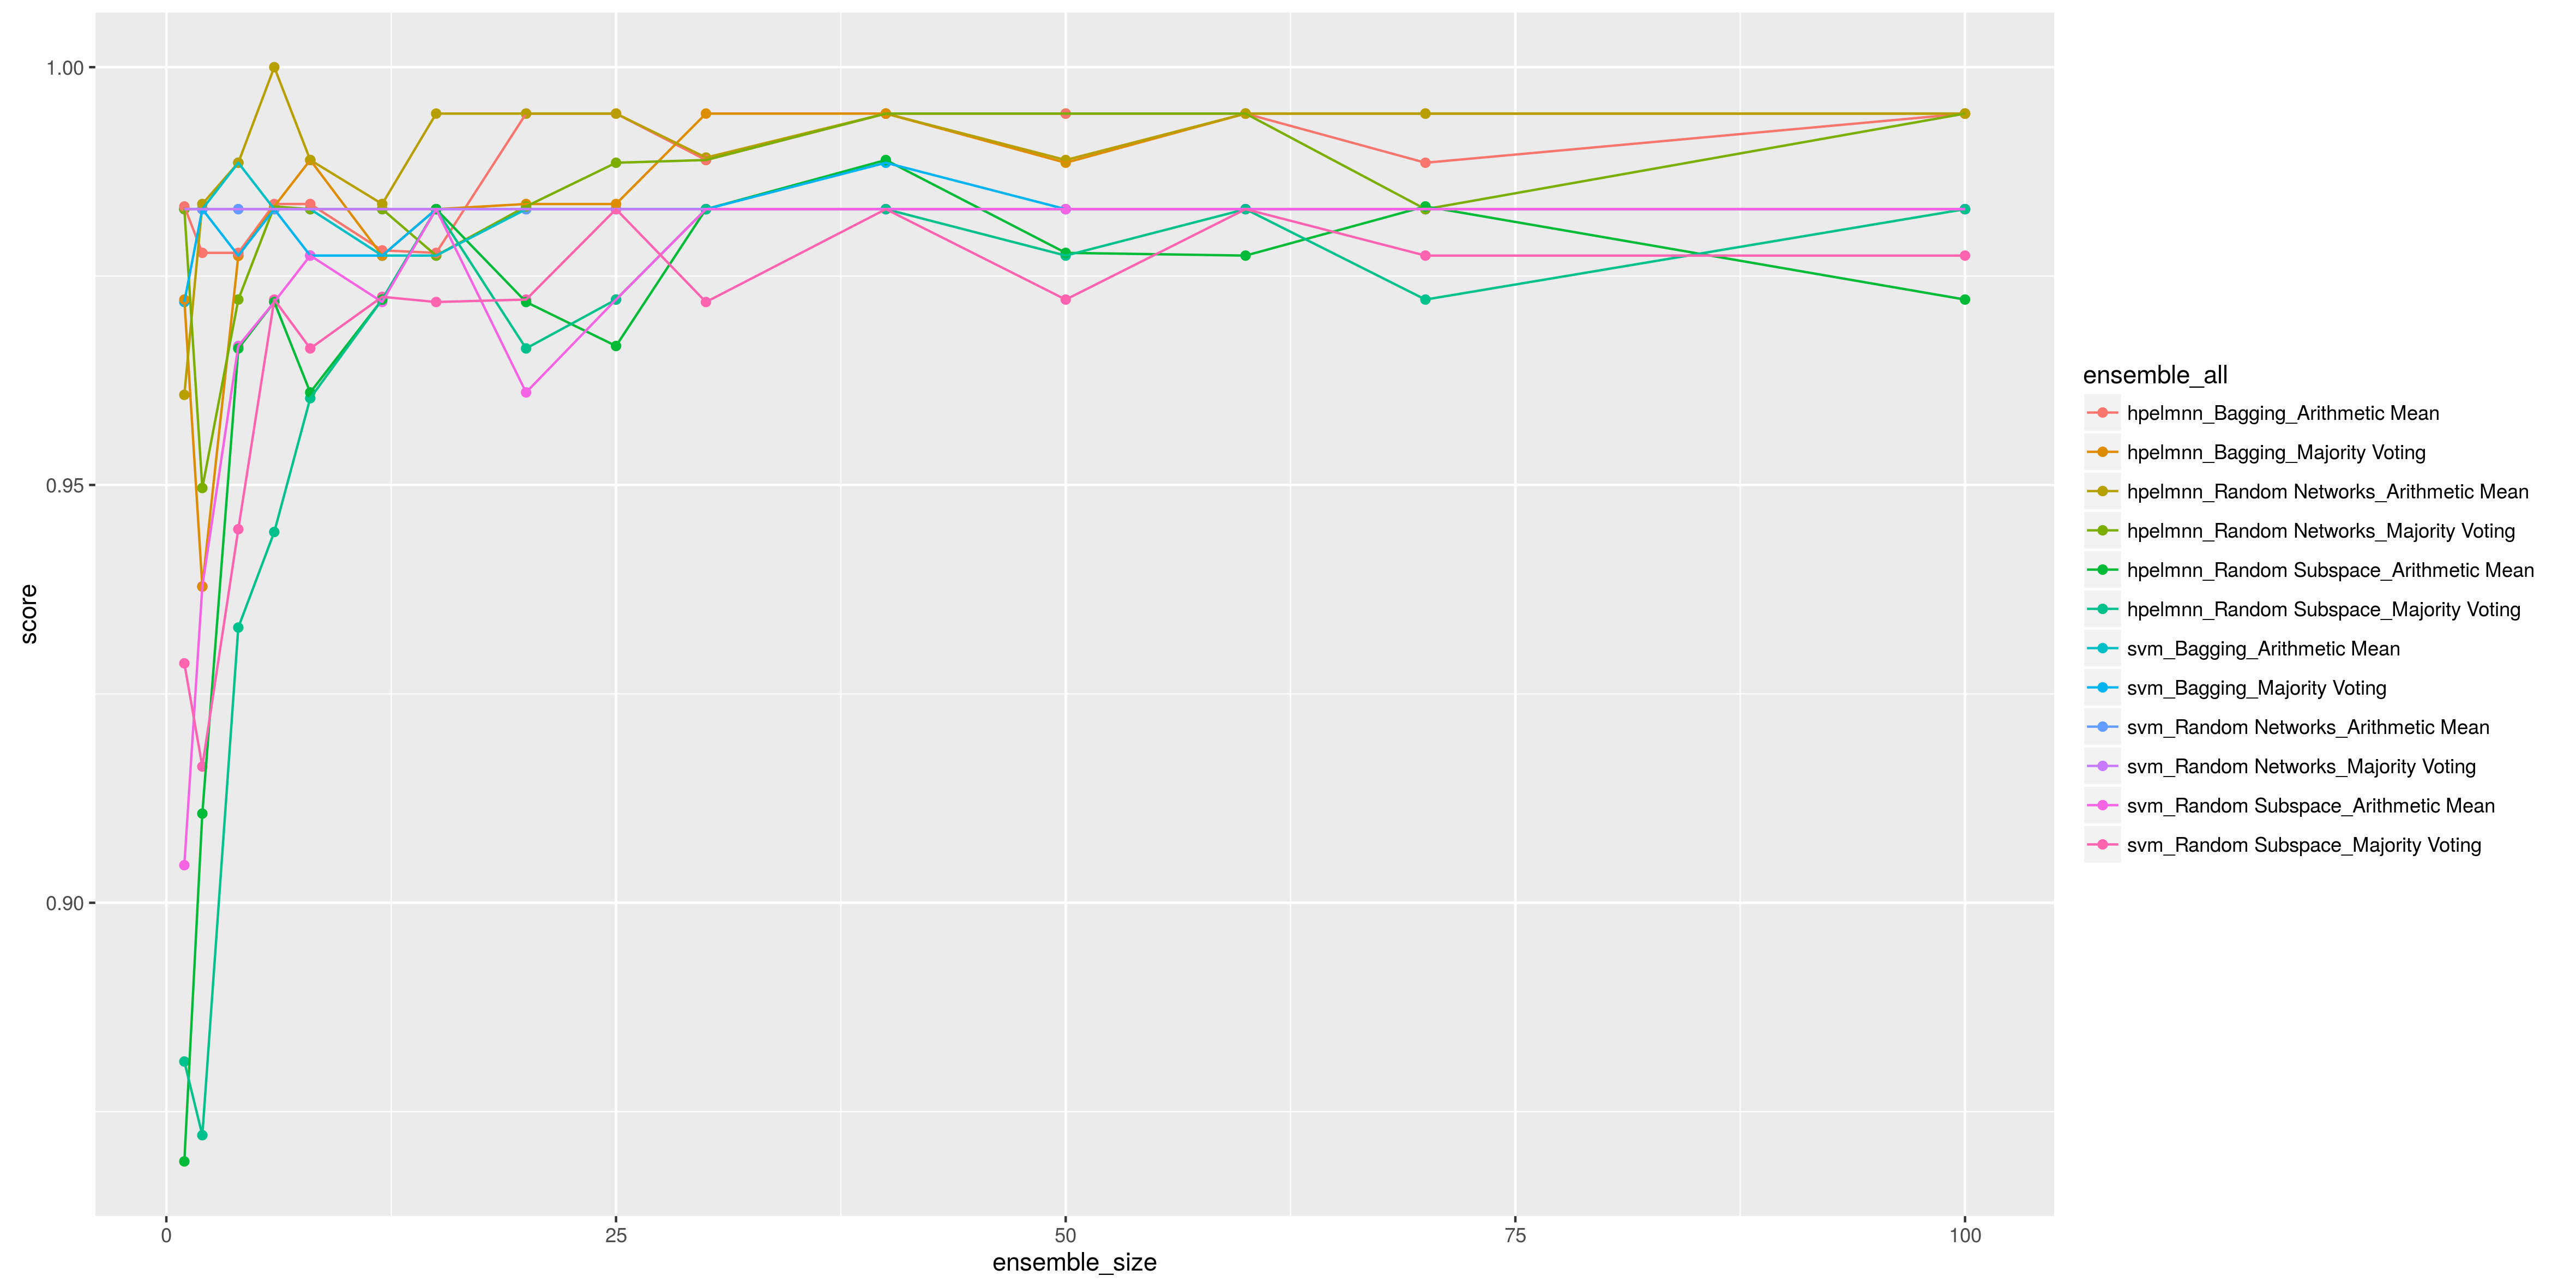 1.00
0.95
0.90
score
0
25
50
75
100
ensemble_size
ensemble_all
hpelmnn_Bagging_Arithmetic Mean
hpelmnn_Bagging_Majority Voting
hpelmnn_Random Networks_Arithmetic Mean
hpelmnn_Random Networks_Majority Voting
hpelmnn_Random Subspace_Arithmetic Mean
hpelmnn_Random Subspace_Majority Voting
svm_Bagging_Arithmetic Mean
svm_Bagging_Majority Voting
svm_Random Networks_Arithmetic Mean
svm_Random Networks_Majority Voting
svm_Random Subspace_Arithmetic Mean
svm_Random Subspace_Majority Voting